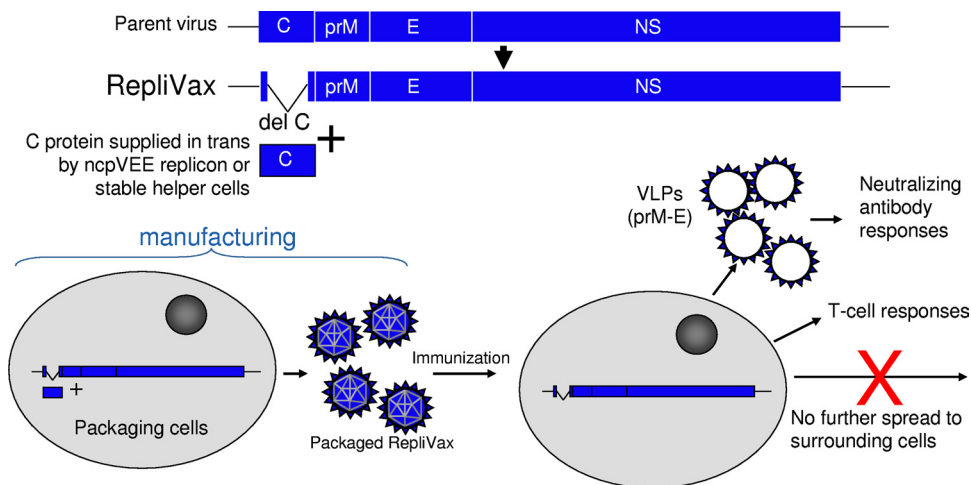 Parent virus
C
prM
E
NS
RepliVax
prM
E
NS
del C
+
C protein supplied in trans
by ncpVEE replicon or
stable helper cells
C
manufacturing
+
Packaging cells
Packaged RepliVax
Immunization
VLPs
(prM-E)
Neutralizing
antibody
responses
T-cell responses
X
No further spread to
surrounding cells